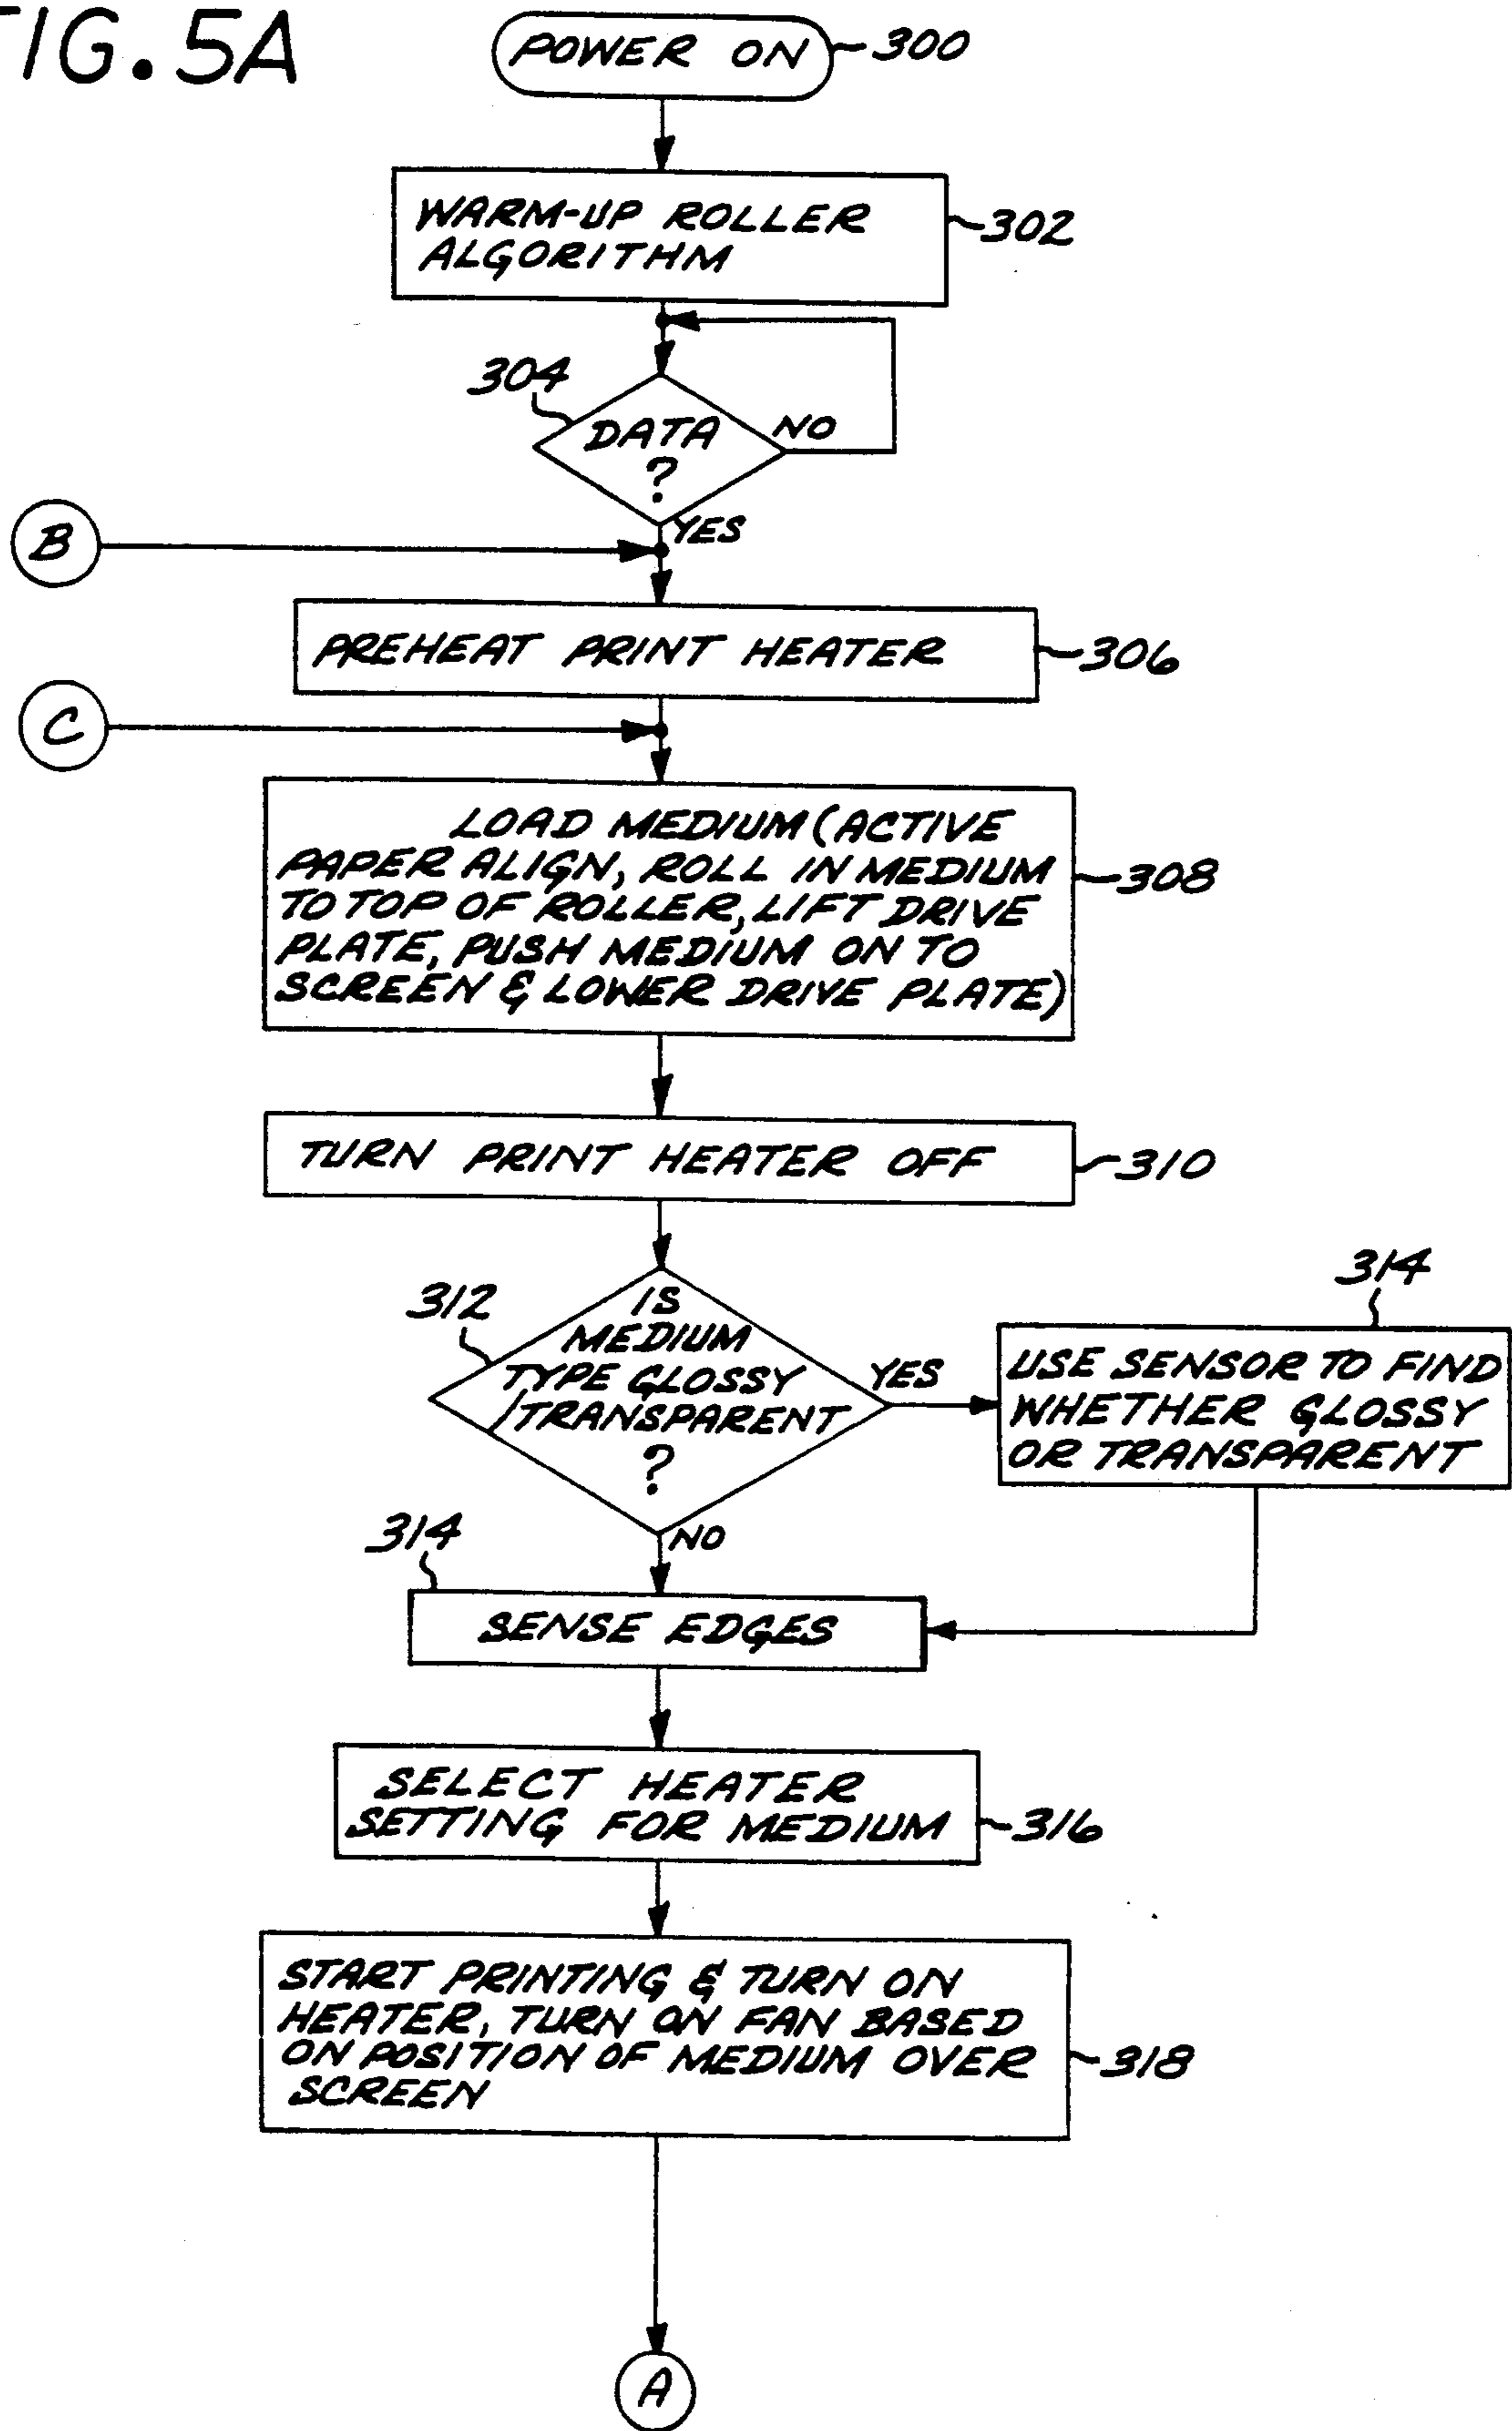 FIG. 5A
POWER ON
300
WARM-UP ROLLER
ALGORITHM
302
304
DATA
?
NO
YES
B
PREHEAT PRINT HEATER
306
C
LOAD MEDIUM (ACTIVE
PAPER ALIGN, ROLL IN MEDIUM
TO TOP OF ROLLER, LIFT DRIVE
PLATE, PUSH MEDIUM ON TO
SCREEN & LOWER DRIVE PLATE)
308
TURN PRINT HEATER OFF
310
312
IS
MEDIUM
TYPE GLOSSY
/TRANSPARENT
?
YES
314
USE SENSOR TO FIND
WHETHER GLOSSY
OR TRANSPARENT
NO
314
SENSE EDGES
SELECT HEATER
SETTING FOR MEDIUM
316
START PRINTING & TURN ON
HEATER, TURN ON FAN BASED
ON POSITION OF MEDIUM OVER
SCREEN
318
A